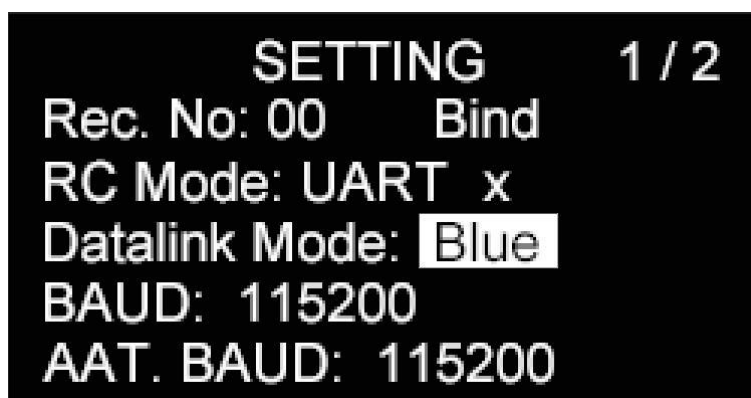 SETTING 1 / 2
Rec. No: 00 Bind
RC Mode: UART x
Datalink Mode: Blue
BAUD: 115200
AAT. BAUD: 115200